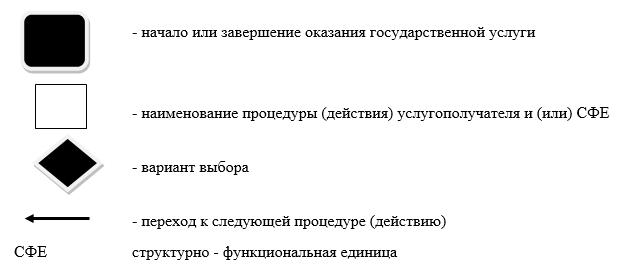 - начало или завершение оказания государственной услуги
- наименование процедуры (действия) услугополучателя и (или) СФЕ
- вариант выбора
- переход к следующей процедуре (действию)
СФЕ структурно - функциональная единица